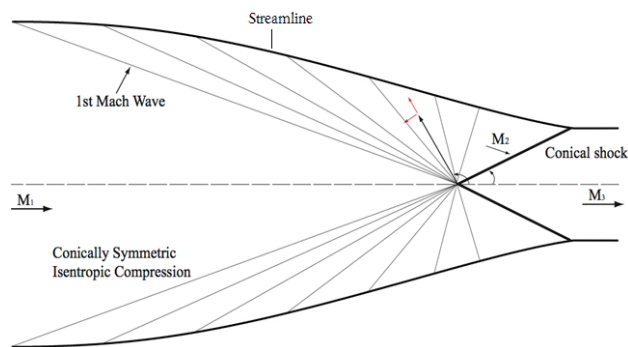 Streamline
1st Mach Wave
M₂
Conical shock
M₁
M₃
Conically Symmetric
Isentropic Compression